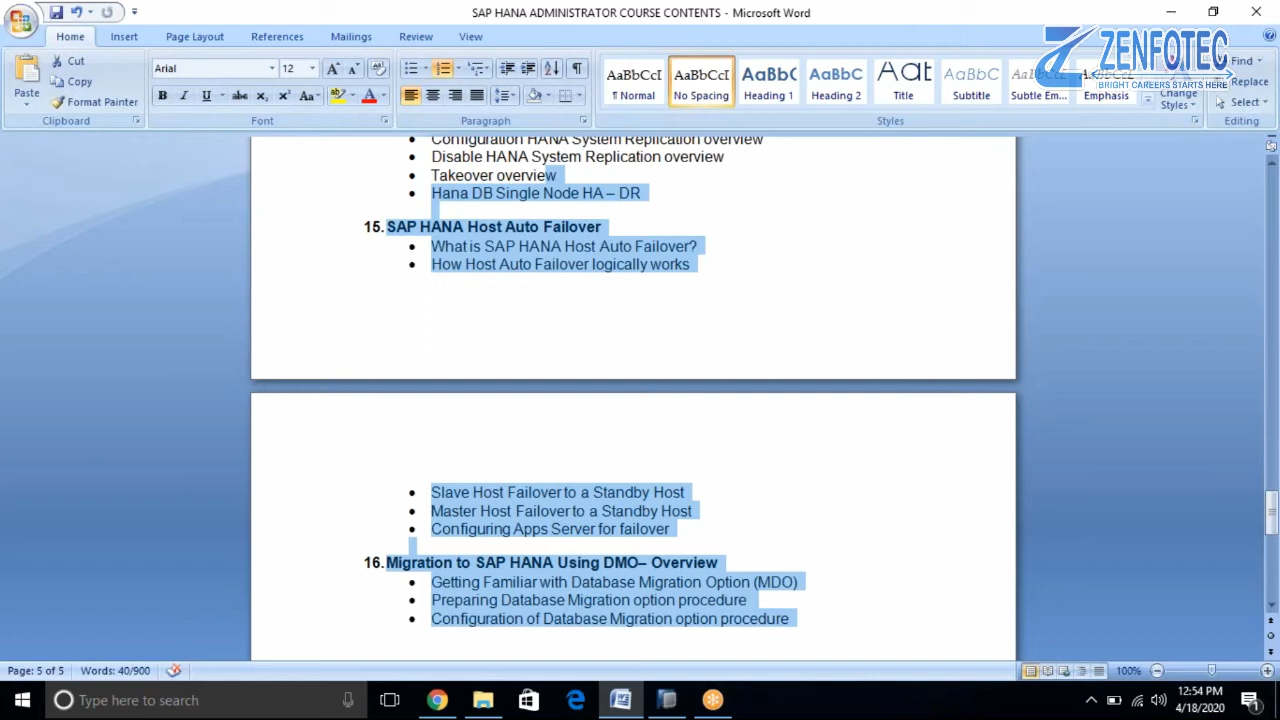 SAP HANA ADMINISTRATOR COURSE CONTENTS - Microsoft Word
Home Insert Page Layout References Mailings Review View
ZENFOTEC
BRIGHT CAREERS STARTS HERE
Paste
Cut
Copy
Format Painter
Clipboard
Arial 12
Font
Paragraph
AaBbCcI AaBbCcI AaBbC AaBbC Aat AaBbCcI
¶ Normal No Spacing Heading 1 Heading 2 Title Subtitle Subtle Em... Emphasis
Styles
Change Styles
Find
Replace
Select
Editing
• Configuration HANA System Replication overview
• Disable HANA System Replication overview
• Takeover overview
• Hana DB Single Node HA – DR
15. SAP HANA Host Auto Failover
• What is SAP HANA Host Auto Failover?
• How Host Auto Failover logically works
• Slave Host Failover to a Standby Host
• Master Host Failover to a Standby Host
• Configuring Apps Server for failover
16. Migration to SAP HANA Using DMO– Overview
• Getting Familiar with Database Migration Option (MDO)
• Preparing Database Migration option procedure
• Configuration of Database Migration option procedure
Page: 5 of 5 Words: 40/900 100%
Type here to search
12:54 PM
4/18/2020